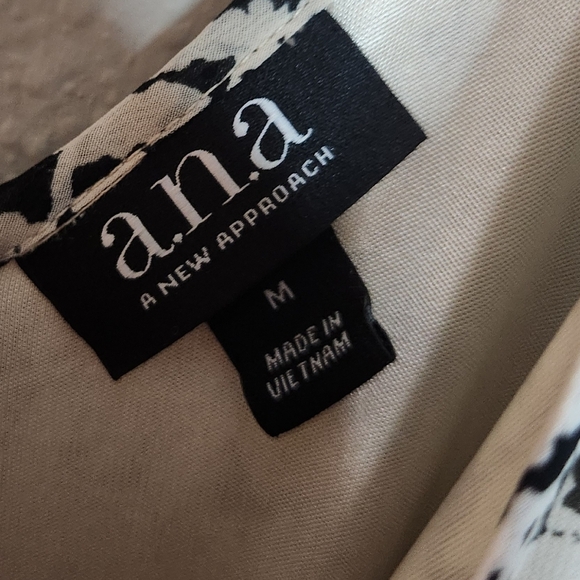 a.n.a
A NEW APPROACH
M
MADE IN
VIETNAM